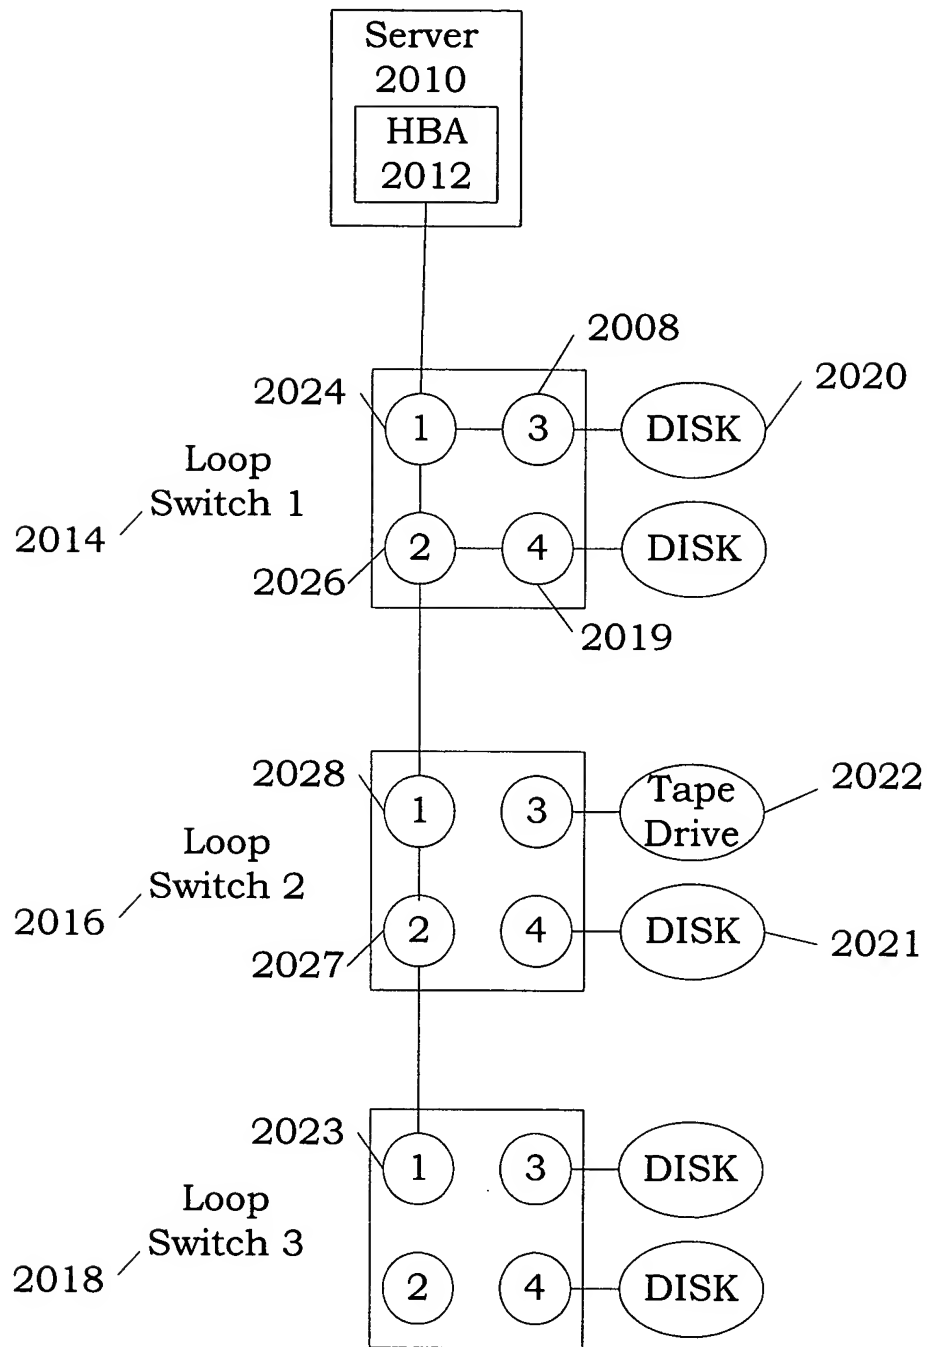 Server
2010
HBA
2012
2008
2024
2020
1
3
DISK
Loop
Switch 1
2014
2
4
DISK
2026
2019
2028
2022
1
3
Tape
Drive
Loop
Switch 2
2016
2
4
DISK
2027
2021
2023
1
3
DISK
Loop
Switch 3
2018
2
4
DISK